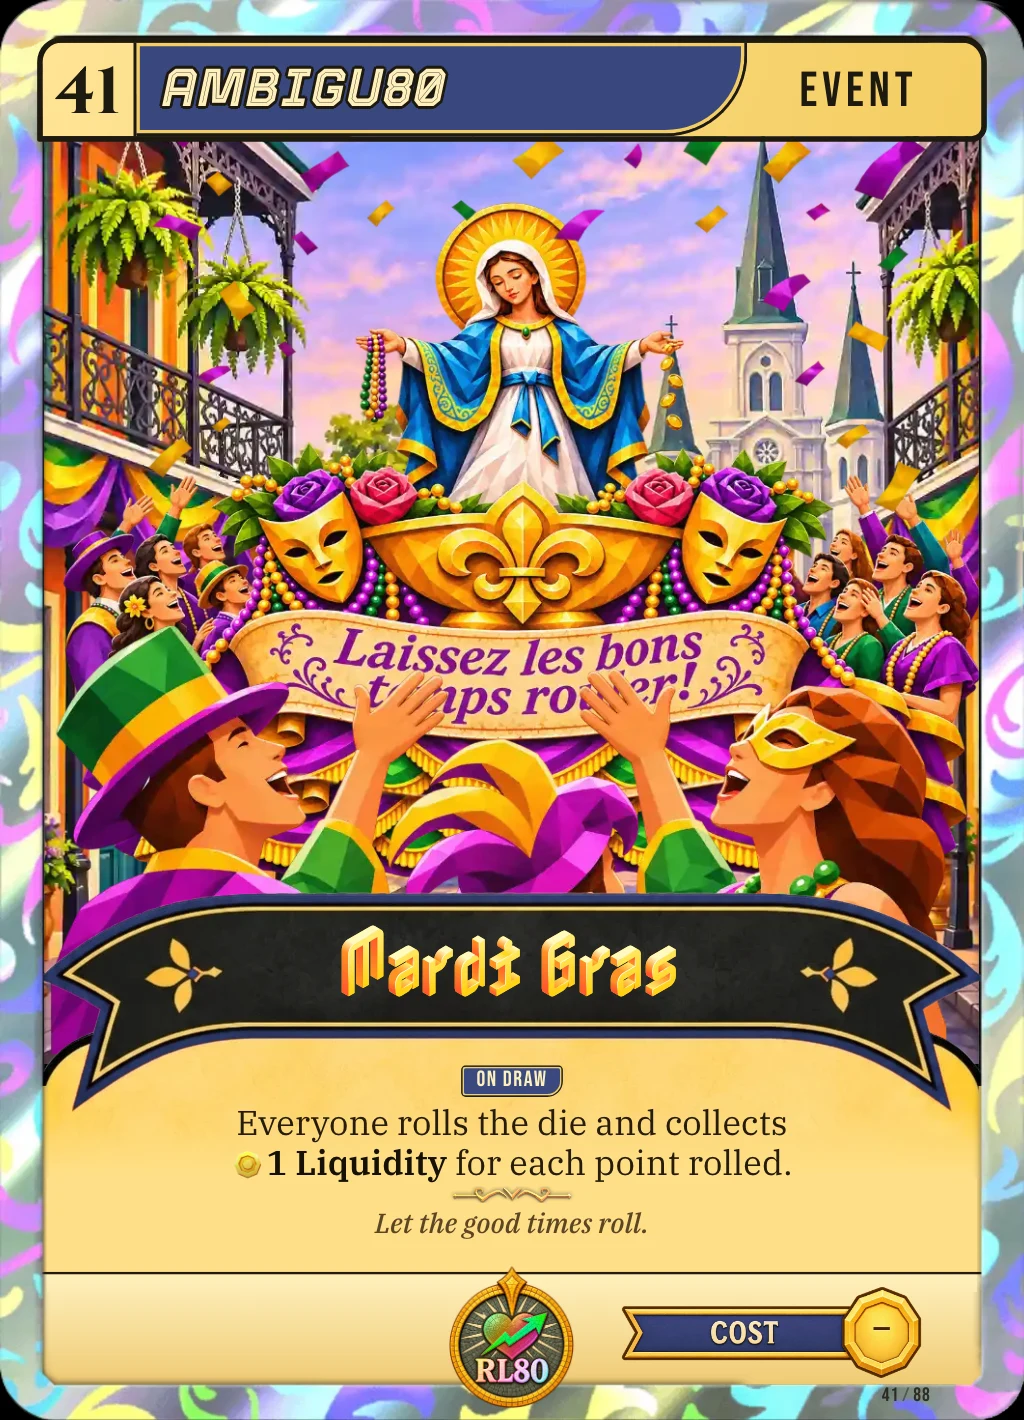 41
AMBIGU80
EVENT
Laissez les bons
Mardi Gras
ON DRAW
Everyone rolls the die and collects
1 Liquidity for each point rolled.
Let the good times roll.
RL80
COST
–
41 / 88